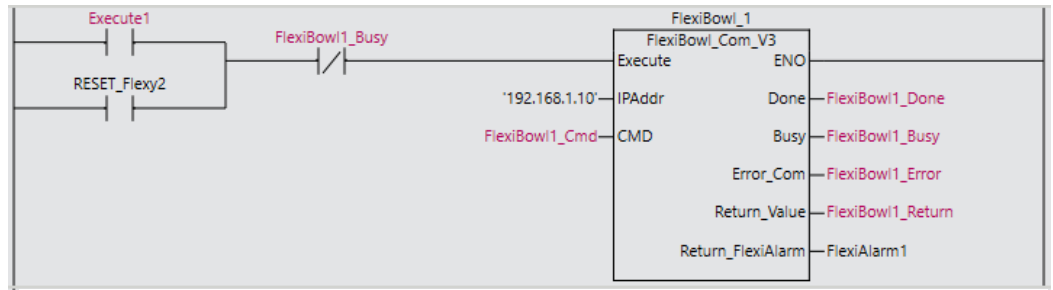 Execute1
FlexiBowl_1
FlexiBowl1_Busy
FlexiBowl_Com_V3
Execute ENO
RESET_Flexy2
'192.168.1.10' IPAddr Done FlexiBowl1_Done
FlexiBowl1_Cmd CMD Busy FlexiBowl1_Busy
Error_Com FlexiBowl1_Error
Return_Value FlexiBowl1_Return
Return_FlexiAlarm FlexiAlarm1